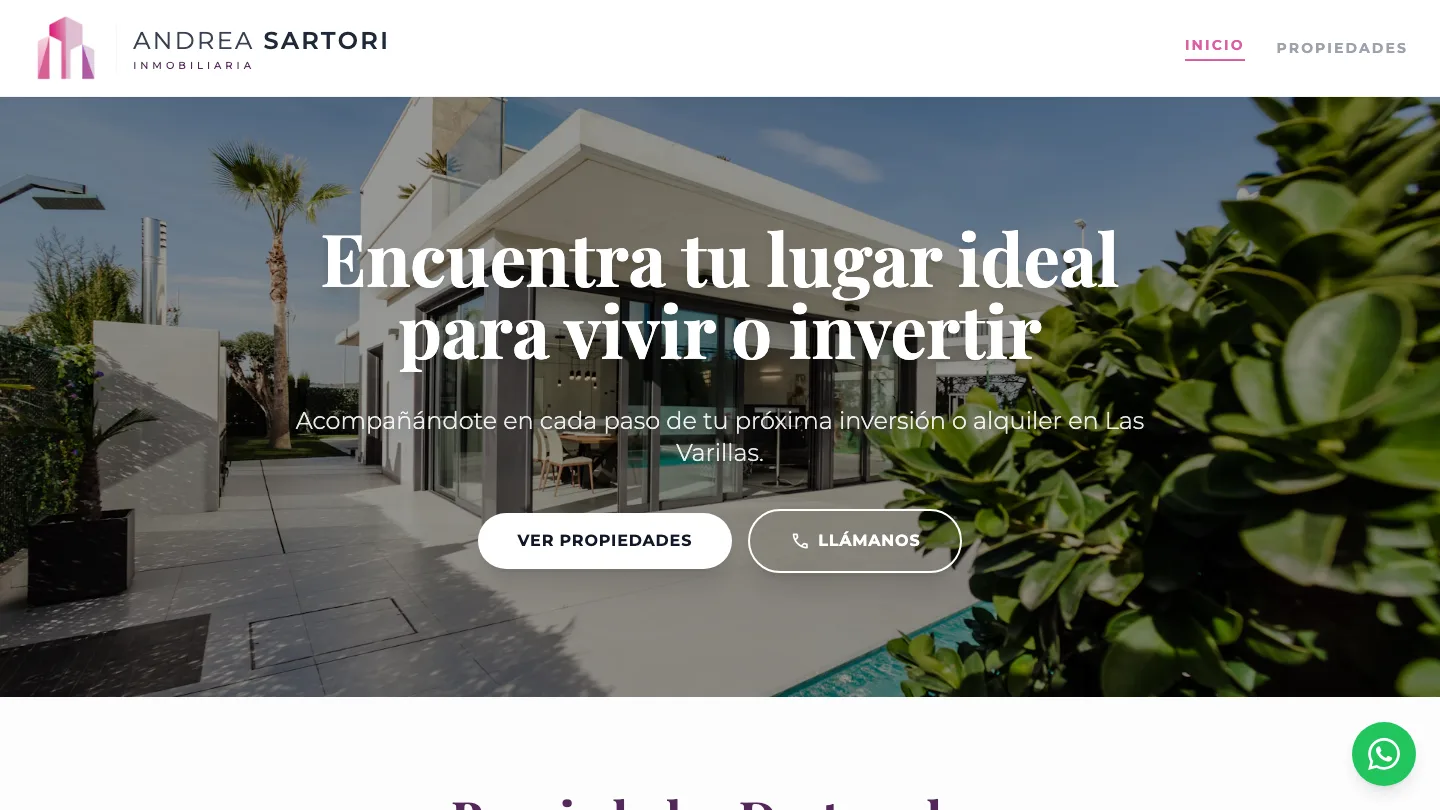 ANDREA SARTORI
INMOBILIARIA
INICIO
PROPIEDADES
Encuentra tu lugar ideal
para vivir o invertir
Acompañándote en cada paso de tu próxima inversión o alquiler en Las
Varillas.
VER PROPIEDADES
LLÁMANOS